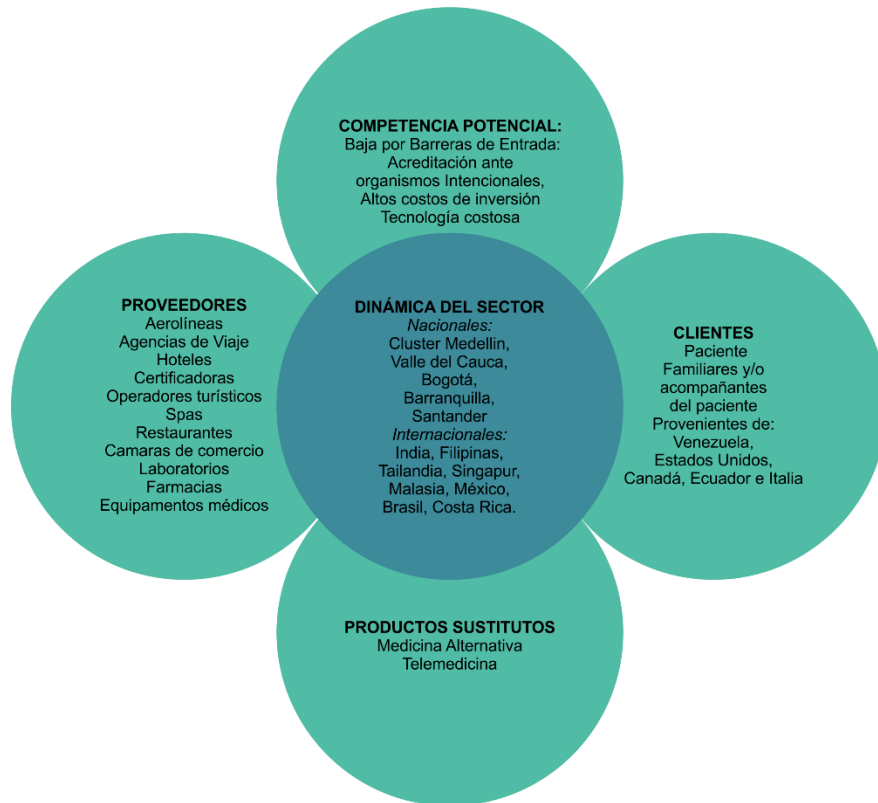 COMPETENCIA POTENCIAL:
Baja por Barreras de Entrada:
Acreditación ante
organismos Intencionales,
Altos costos de inversión
Tecnología costosa
PROVEEDORES
Aerolíneas
Agencias de Viaje
Hoteles
Certificadoras
Operadores turísticos
Spas
Restaurantes
Camaras de comercio
Laboratorios
Farmacias
Equipamentos médicos
DINÁMICA DEL SECTOR
Nacionales:
Cluster Medellin,
Valle del Cauca,
Bogotá,
Barranquilla,
Santander
Internacionales:
India, Filipinas,
Tailandia, Singapur,
Malasia, México,
Brasil, Costa Rica.
CLIENTES
Paciente
Familiares y/o
acompañantes
del paciente
Provenientes de:
Venezuela,
Estados Unidos,
Canadá, Ecuador e Italia
PRODUCTOS SUSTITUTOS
Medicina Alternativa
Telemedicina